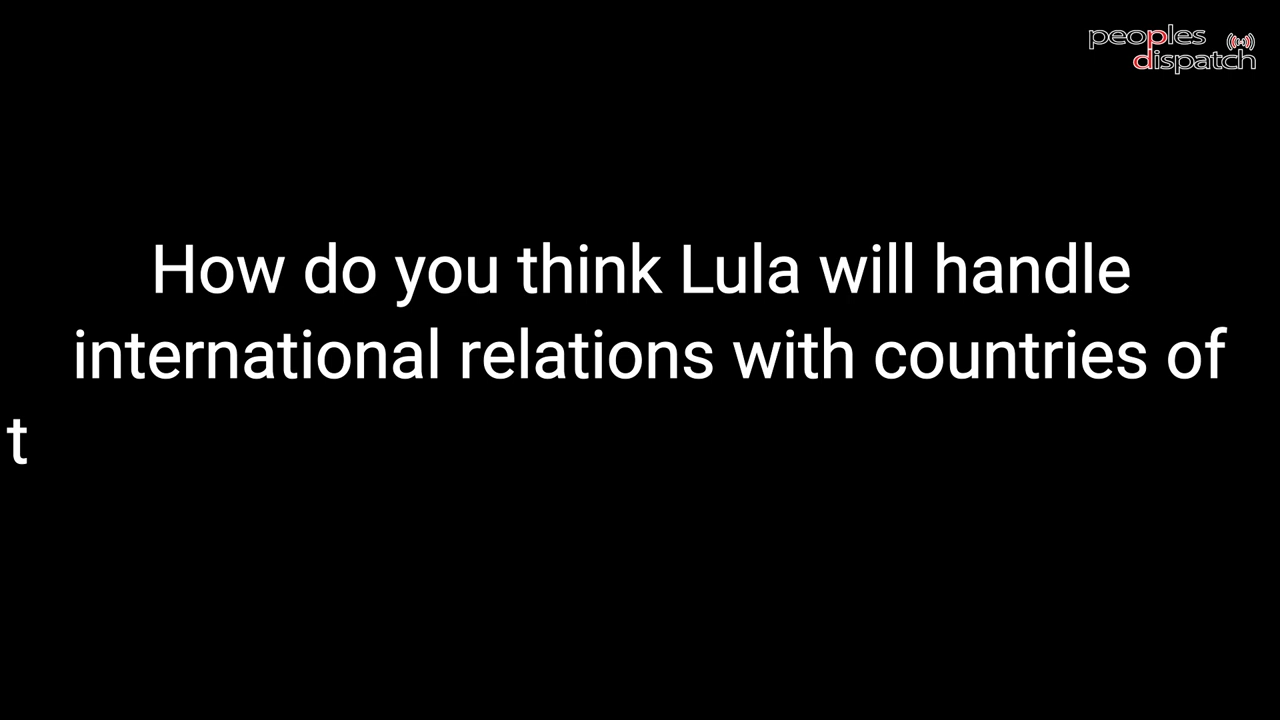 peoples
dispatch
How do you think Lula will handle
international relations with countries of
t